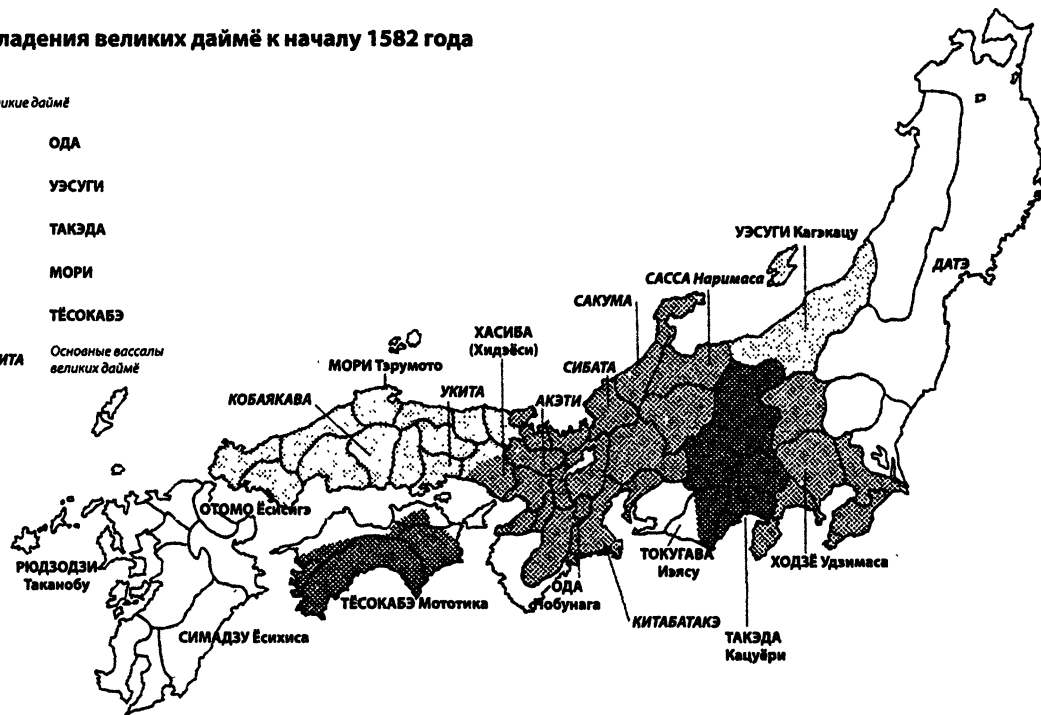 ладения великих даймё к началу 1582 года
икие даймё
ОДА
УЭСУГИ
ТАКЭДА
МОРИ
ТЁСОКАБЭ
ИТА
Основные вассалы
великих даймё
УЭСУГИ Кагэкацу
ДАТЭ
САССА Наримаса
САКУМА
ХАСИБА
(Хидэёси)
СИБАТА
МОРИ Тэрумото
УКИТА
АКЭТИ
КОБАЯКАВА
ОТОМО Ёсисигэ
РЮДЗОДЗИ
Таканобу
ТОКУГАВА
Иэясу
ХОДЗЁ Удзимаса
ОДА
Нобунага
ТЁСОКАБЭ Мототика
КИТАБАТАКЭ
СИМАДЗУ Ёсихиса
ТАКЭДА
Кацуёри